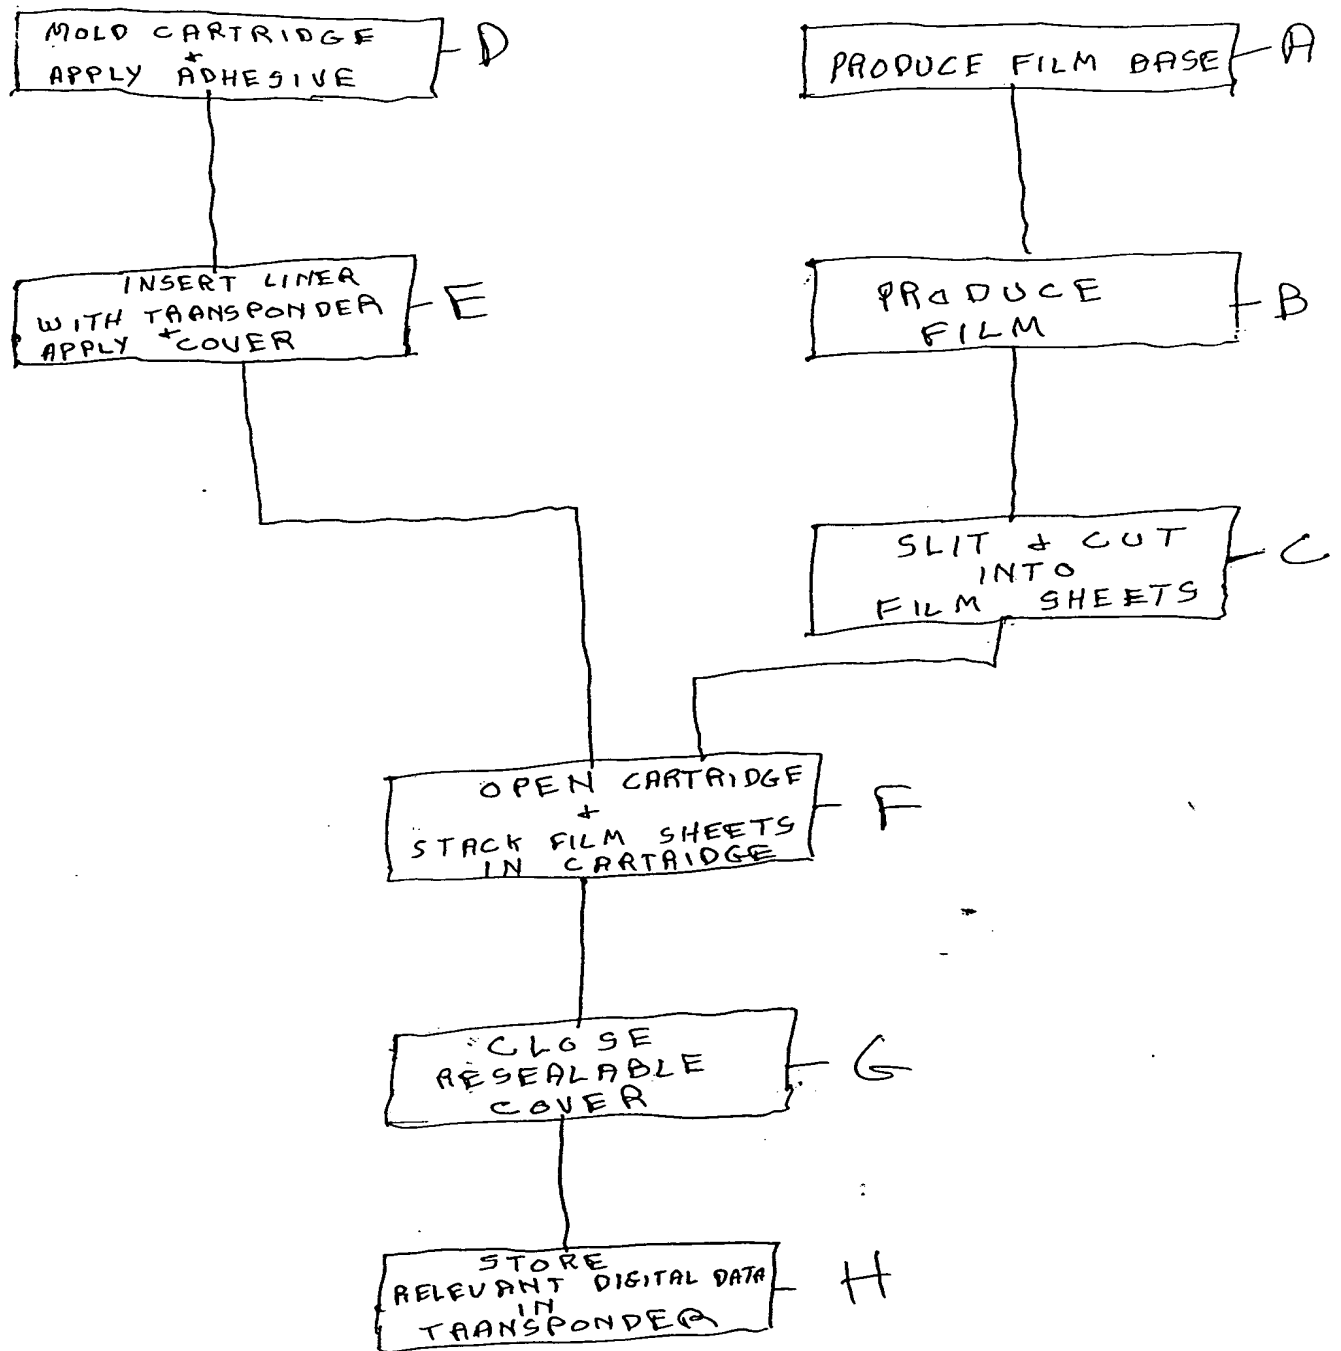 MOLD CARTRIDGE
+
APPLY ADHESIVE
D
PRODUCE FILM BASE
A
INSERT LINER
WITH TRANSPONDER
+
APPLY COVER
E
PRODUCE
FILM
B
SLIT & CUT
INTO
FILM SHEETS
C
OPEN CARTRIDGE
+
STACK FILM SHEETS
IN CARTRIDGE
F
CLOSE
RESEALABLE
COVER
G
STORE
RELEVANT DIGITAL DATA
IN
TRANSPONDER
H